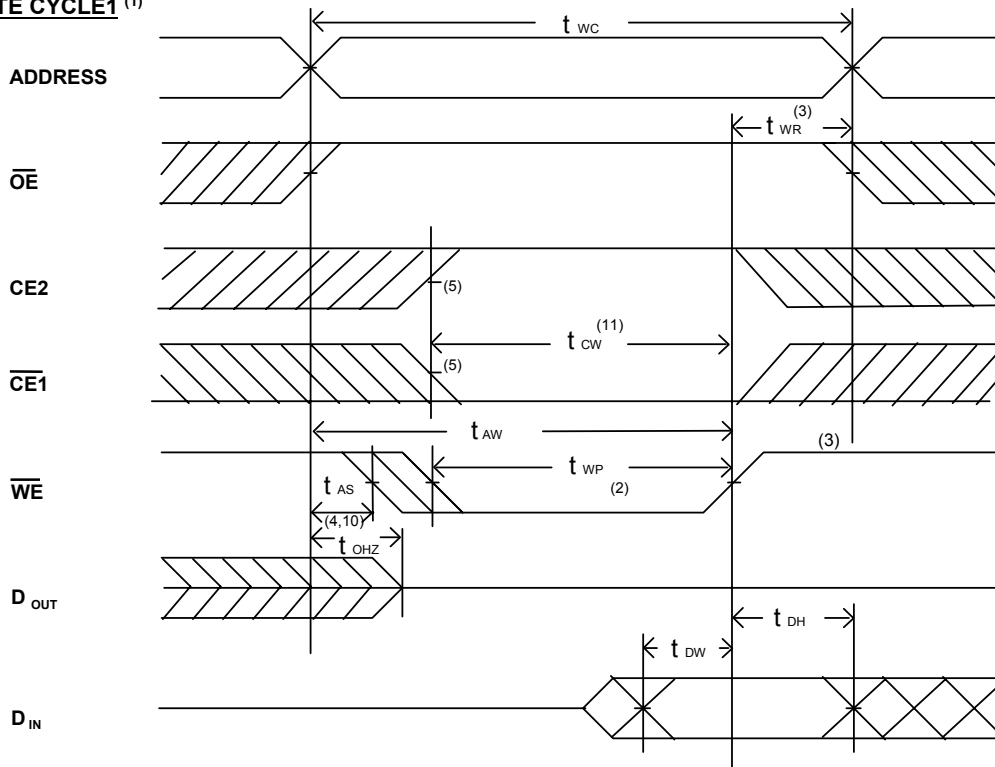 TE CYCLE1 (1)
t WC
ADDRESS
t WR (3)
OE
CE2
(5)
t CW (11)
CE1
(5)
t AW
(3)
WE
t WP
(2)
t AS
(4,10)
t OHZ
D OUT
t DH
t DW
D IN